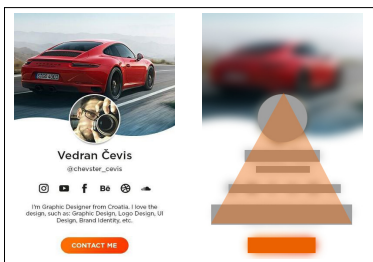 Vedran Čevis
@chevster_cevis
Bē
I'm Graphic Designer from Croatia. I love the
design, such as: Graphic Design, Logo Design, UI
Design, Brand Identity, etc.
CONTACT ME